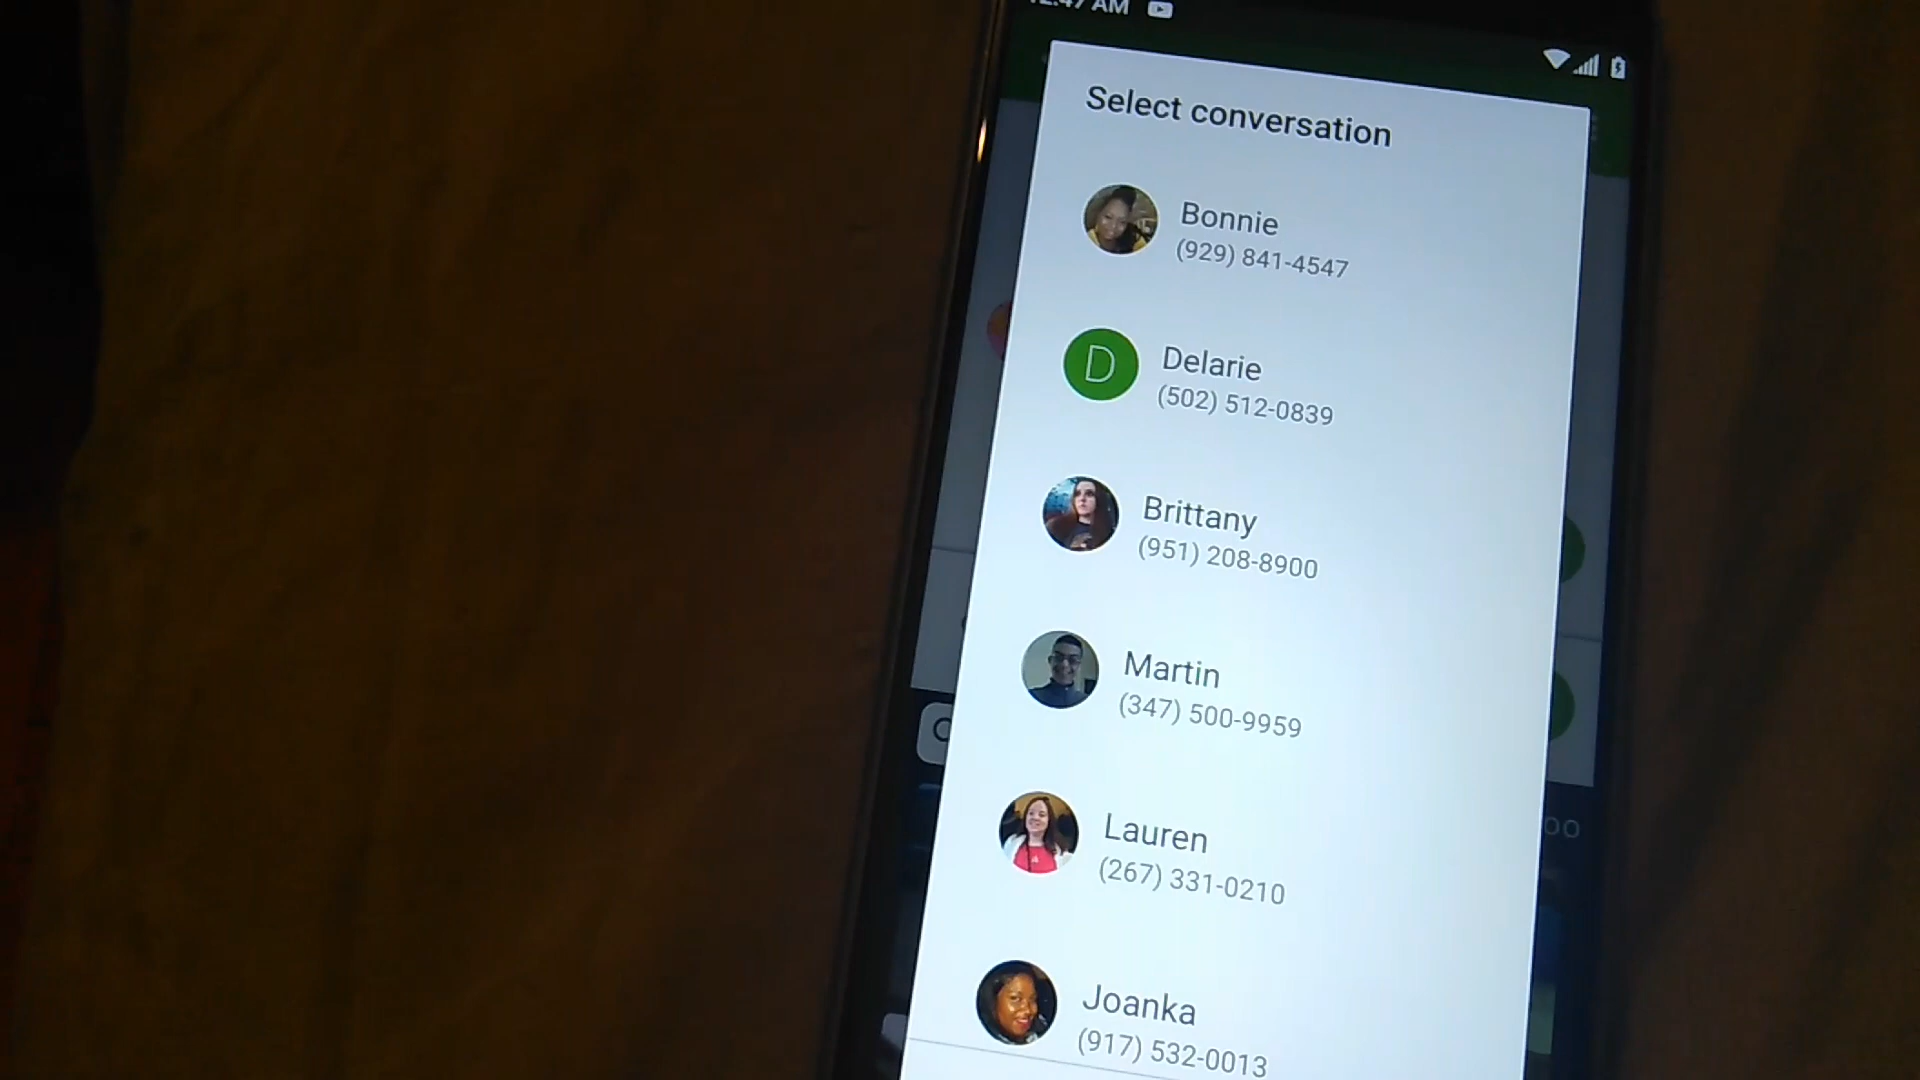 AM
Select conversation
Bonnie
(929) 841-4547
D
Delarie
(502) 512-0839
Brittany
(951) 208-8900
Martin
(347) 500-9959
Lauren
(267) 331-0210
Joanka
(917) 532-0013